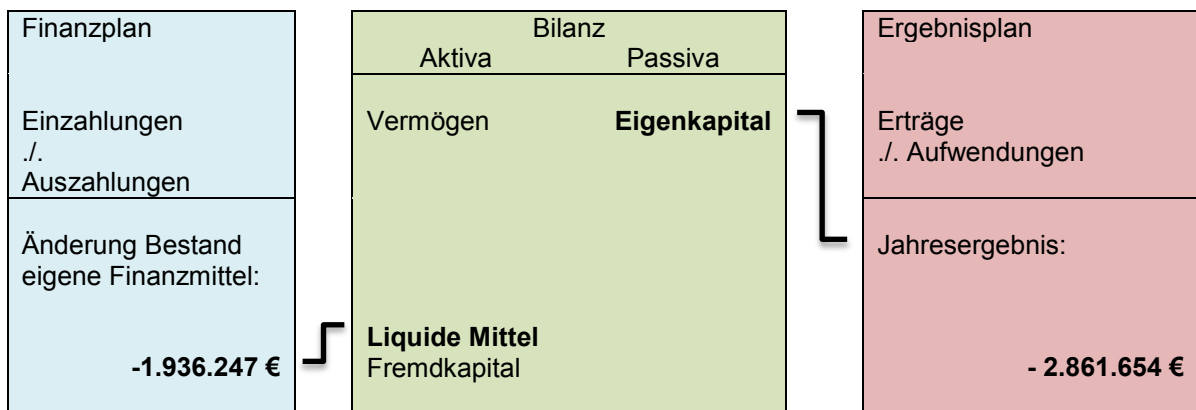 Finanzplan
Einzahlungen
./.
Auszahlungen
Änderung Bestand
eigene Finanzmittel:
-1.936.247 €
Bilanz
Aktiva Passiva
Vermögen Eigenkapital
Liquide Mittel
Fremdkapital
Ergebnisplan
Erträge
./. Aufwendungen
Jahresergebnis:
- 2.861.654 €